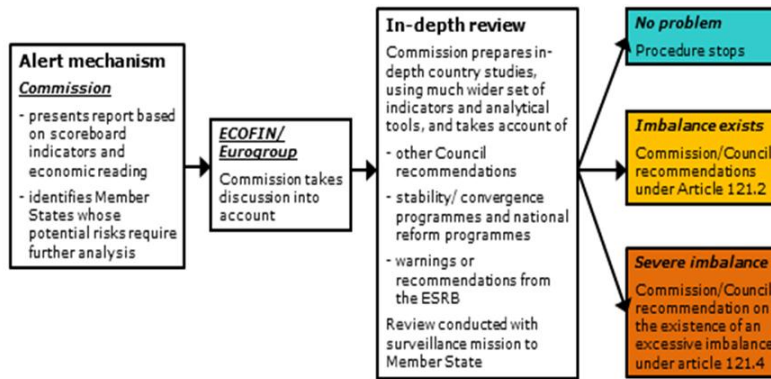 Alert mechanism
Commission
- presents report based
on scoreboard
indicators and
economic reading
- identifies Member
States whose
potential risks require
further analysis
ECOFIN/
Eurogroup
Commission takes
discussion into
account
In-depth review
Commission prepares in-
depth country studies,
using much wider set of
indicators and analytical
tools, and takes account of
- other Council
recommendations
- stability/ convergence
programmes and national
reform programmes
- warnings or
recommendations from
the ESRB
Review conducted with
surveillance mission to
Member State
No problem
Procedure stops
Imbalance exists
Commission/Council
recommendations
under Article 121.2
Severe imbalance
Commission/Council
recommendation on
the existence of an
excessive imbalance
under article 121.4